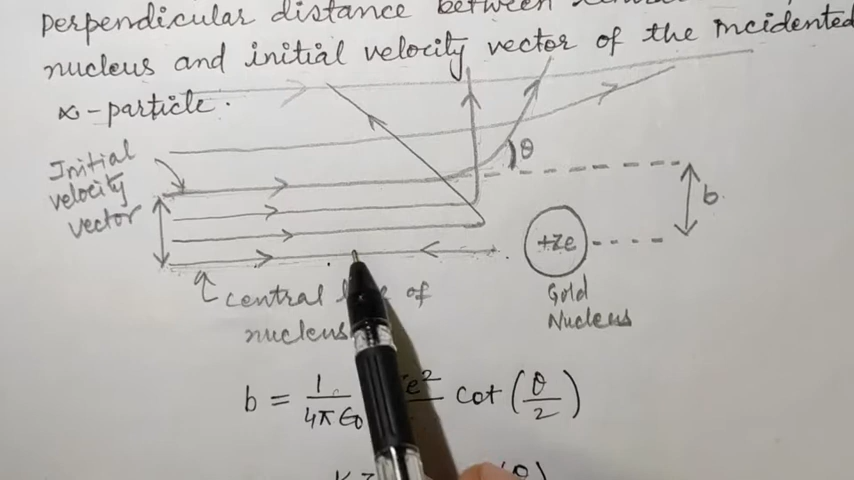 perpendicular distance between
nucleus and initial velocity vector of the incidented
α-particle.
Initial
velocity
vector
θ
b
+Ze
Gold
Nucleus
central of
nucleus
b = 1/4πϵ0 e² cot (θ/2)
(θ)